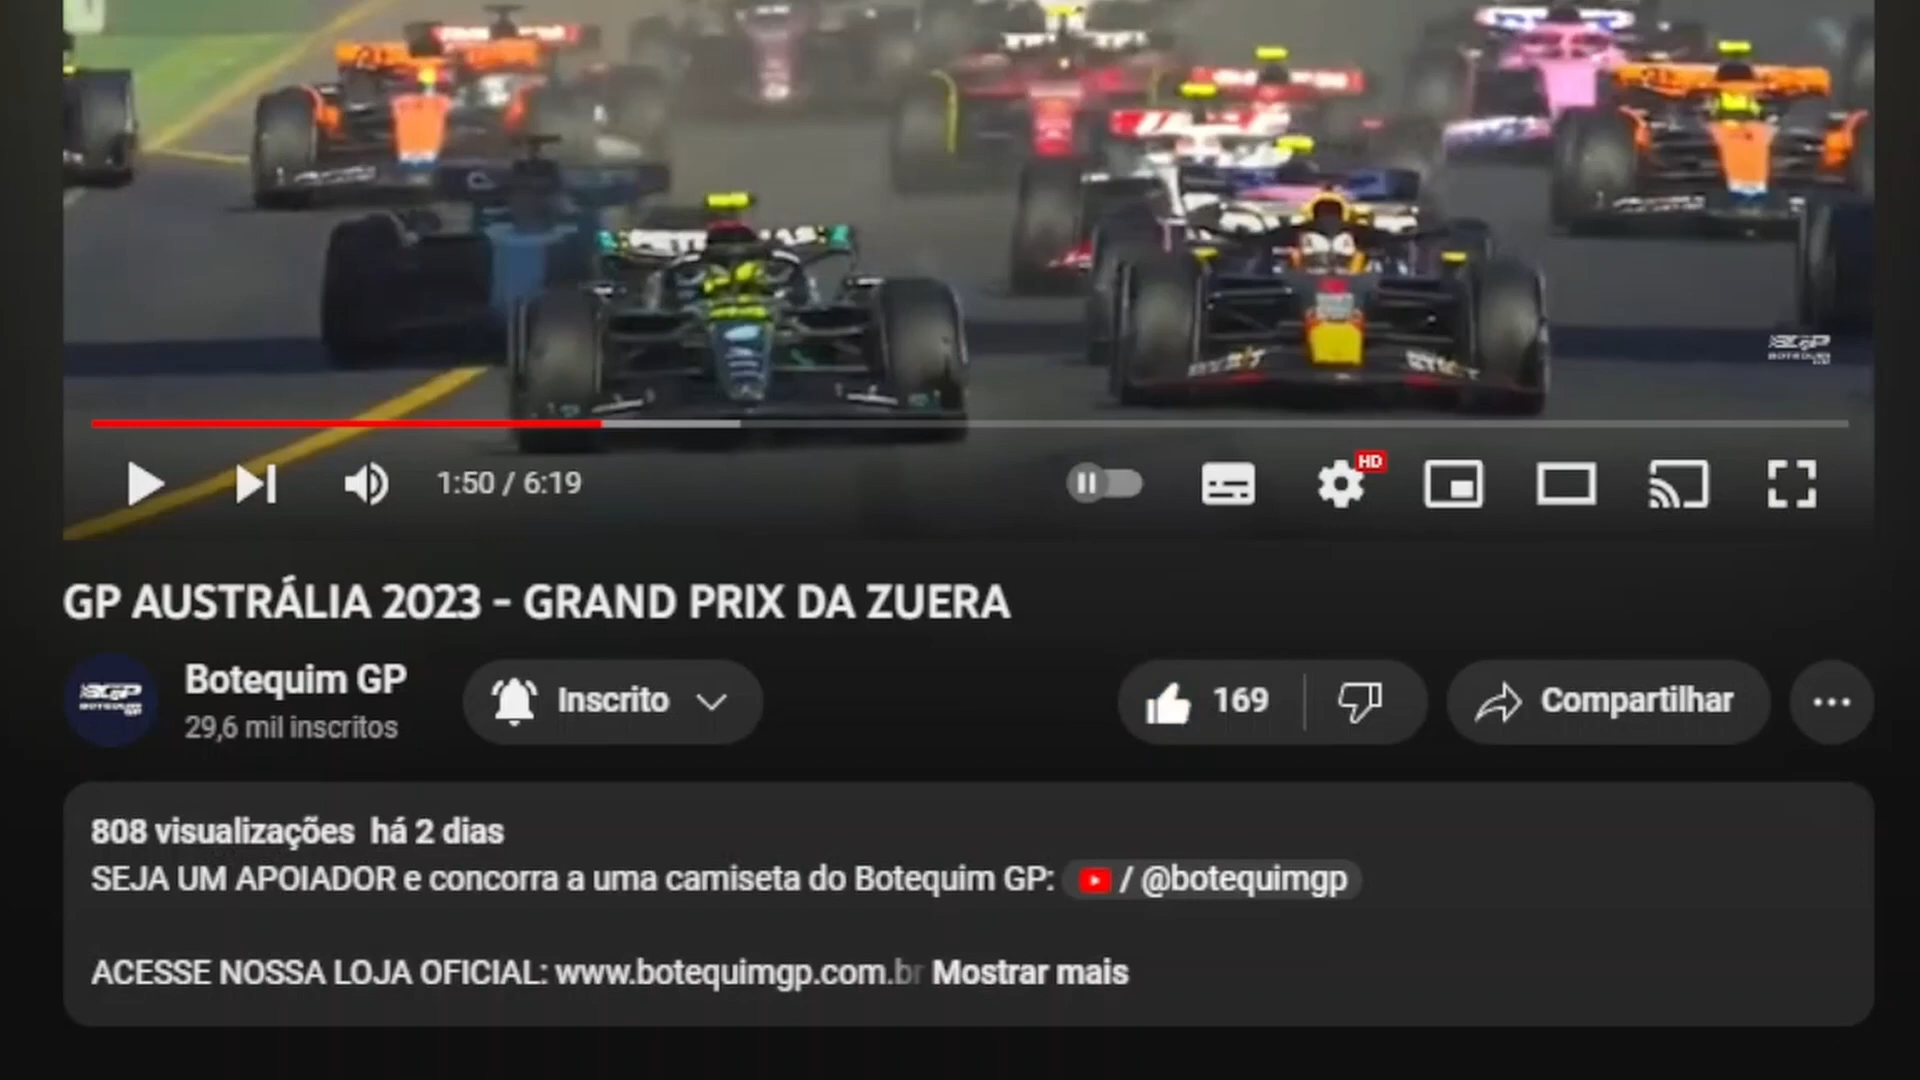 HD
1:50 / 6:19
GP AUSTRÁLIA 2023 - GRAND PRIX DA ZUERA
Botequim GP
29,6 mil inscritos
Inscrito
169
Compartilhar
808 visualizações há 2 dias
SEJA UM APOIADOR e concorra a uma camiseta do Botequim GP: / @botequimgp
ACESSE NOSSA LOJA OFICIAL: www.botequimgp.com.br Mostrar mais